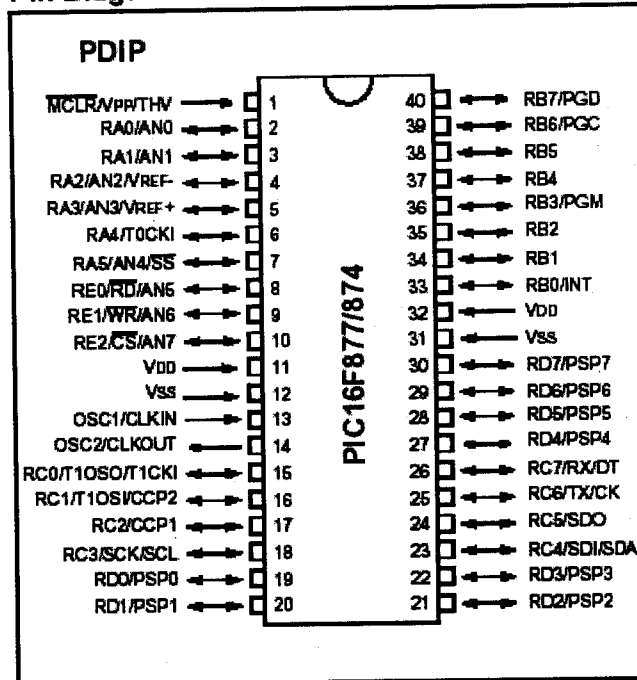 PDIP
MCLR/VPP/THV 1
RA0/AN0 2
RA1/AN1 3
RA2/AN2/VREF- 4
RA3/AN3/VREF+ 5
RA4/T0CKI 6
RA5/AN4/SS 7
RE0/RD/AN5 8
RE1/WR/AN6 9
RE2/CS/AN7 10
VDD 11
VSS 12
OSC1/CLKIN 13
OSC2/CLKOUT 14
RC0/T1OSO/T1CKI 15
RC1/T1OSI/CCP2 16
RC2/CCP1 17
RC3/SCK/SCL 18
RD0/PSP0 19
RD1/PSP1 20
PIC16F877/874
40 RB7/PGD
39 RB6/PGC
38 RB5
37 RB4
36 RB3/PGM
35 RB2
34 RB1
33 RB0/INT
32 VDD
31 VSS
30 RD7/PSP7
29 RD6/PSP6
28 RD5/PSP5
27 RD4/PSP4
26 RC7/RX/DT
25 RC6/TX/CK
24 RC5/SDO
23 RC4/SDI/SDA
22 RD3/PSP3
21 RD2/PSP2